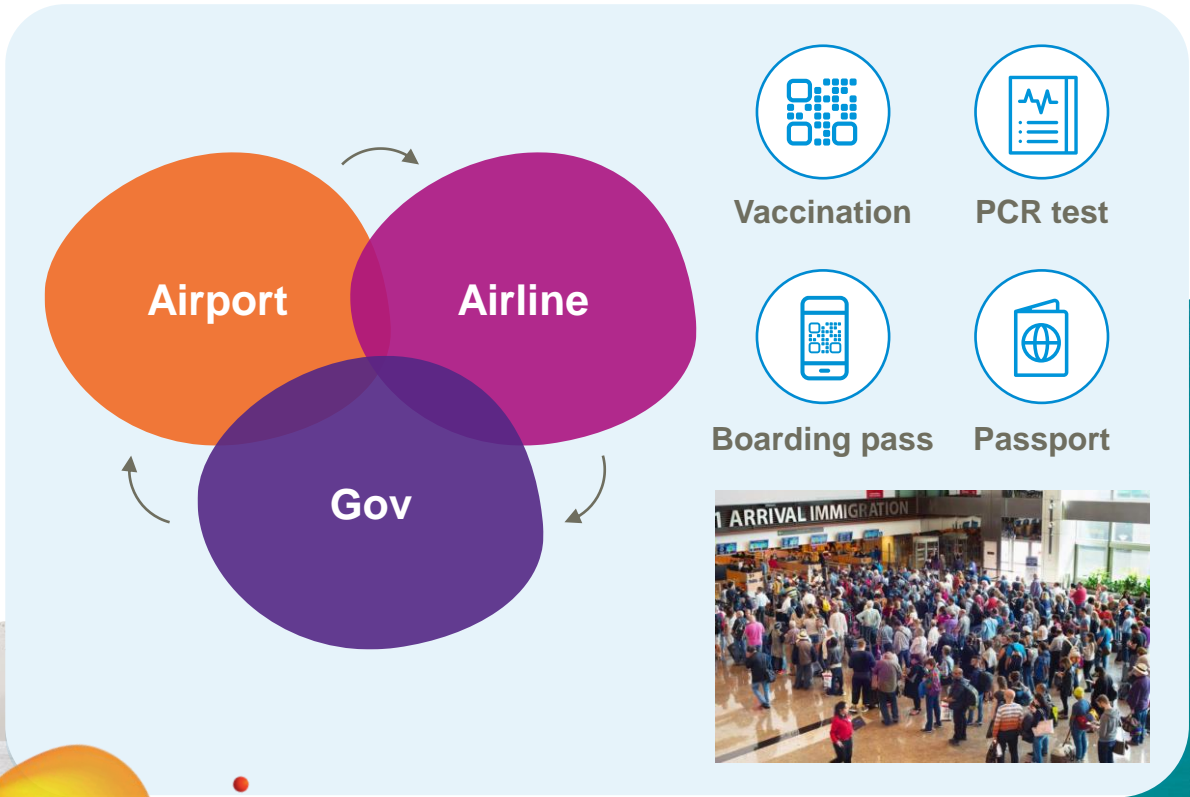 Airport
Airline
Gov
Vaccination
PCR test
Boarding pass
Passport
ARRIVAL IMMIGRATION